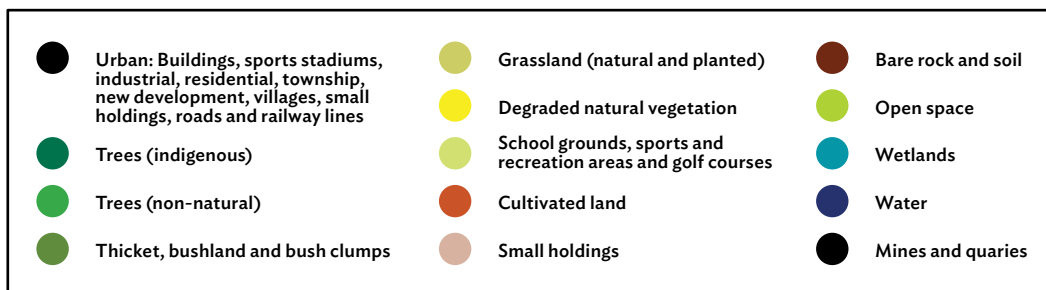 Urban: Buildings, sports stadiums,
industrial, residential, township,
new development, villages, small
holdings, roads and railway lines
Trees (indigenous)
Trees (non-natural)
Thicket, bushland and bush clumps
Grassland (natural and planted)
Degraded natural vegetation
School grounds, sports and
recreation areas and golf courses
Cultivated land
Small holdings
Bare rock and soil
Open space
Wetlands
Water
Mines and quaries